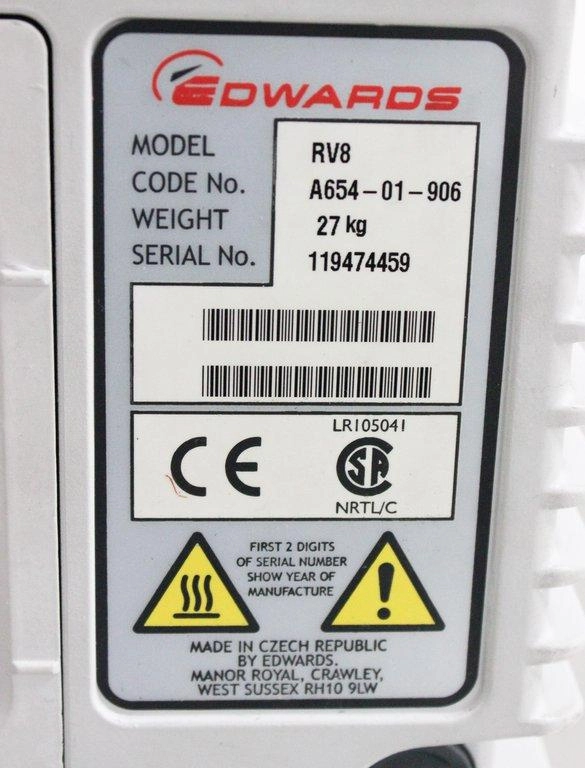 EDWARDS
MODEL RV8
CODE No. A654-01-906
WEIGHT 27 kg
SERIAL No. 119474459
LR105041
CE SA
NRTL/C
FIRST 2 DIGITS
OF SERIAL NUMBER
SHOW YEAR OF
MANUFACTURE
!
MADE IN CZECH REPUBLIC
BY EDWARDS.
MANOR ROYAL, CRAWLEY,
WEST SUSSEX RH10 9LW